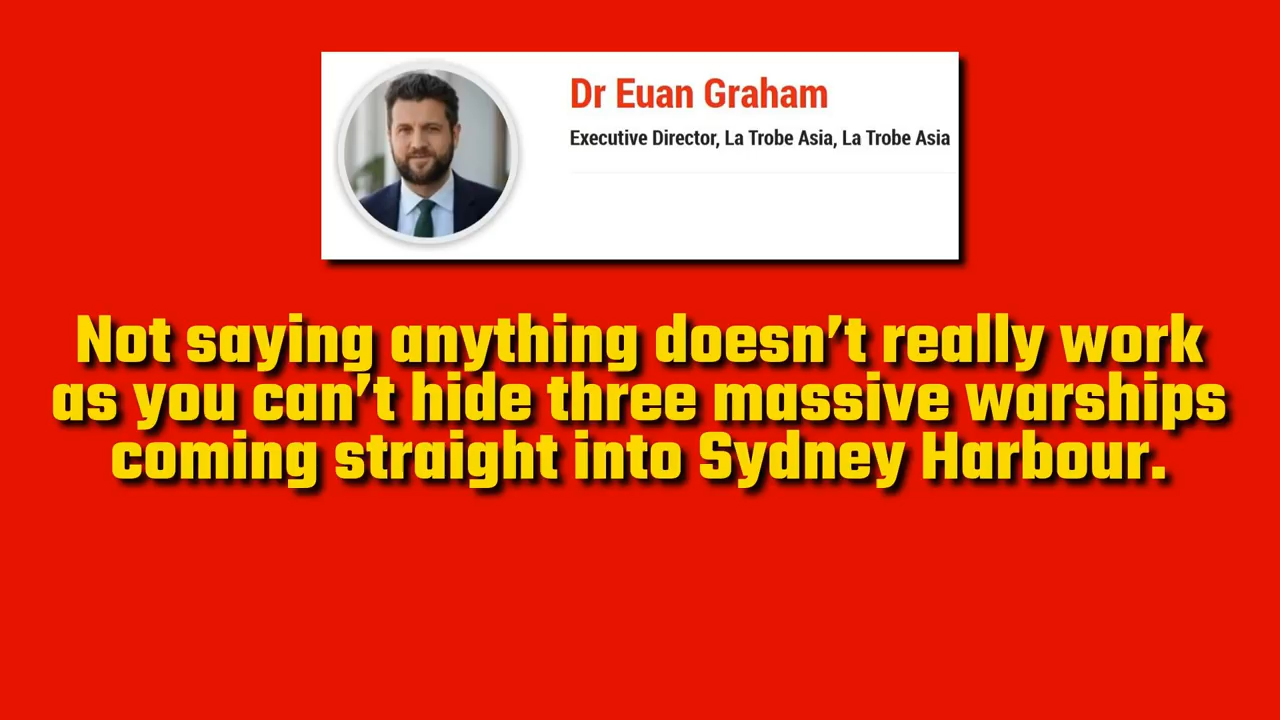 Dr Euan Graham
Executive Director, La Trobe Asia, La Trobe Asia
Not saying anything doesn’t really work
as you can’t hide three massive warships
coming straight into Sydney Harbour.